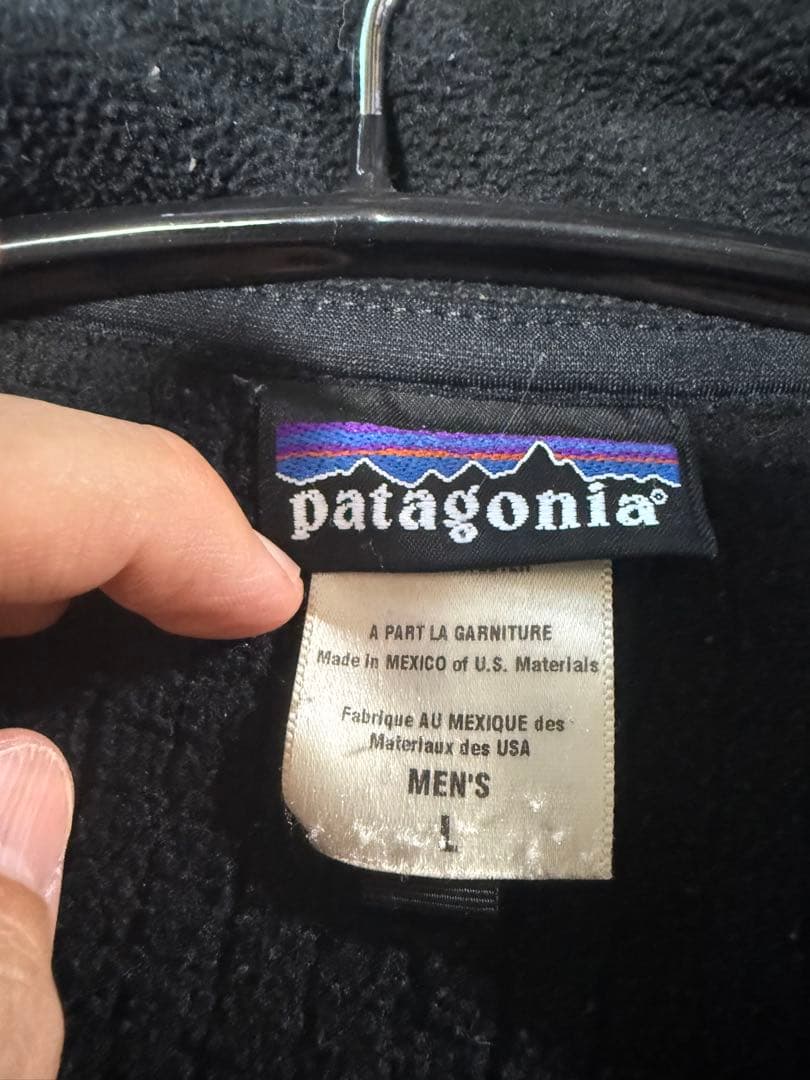 patagonia®
A PART LA GARNITURE
Made in MEXICO of U.S. Materials
Fabrique AU MEXIQUE des
Materiaux des USA
MEN'S
L